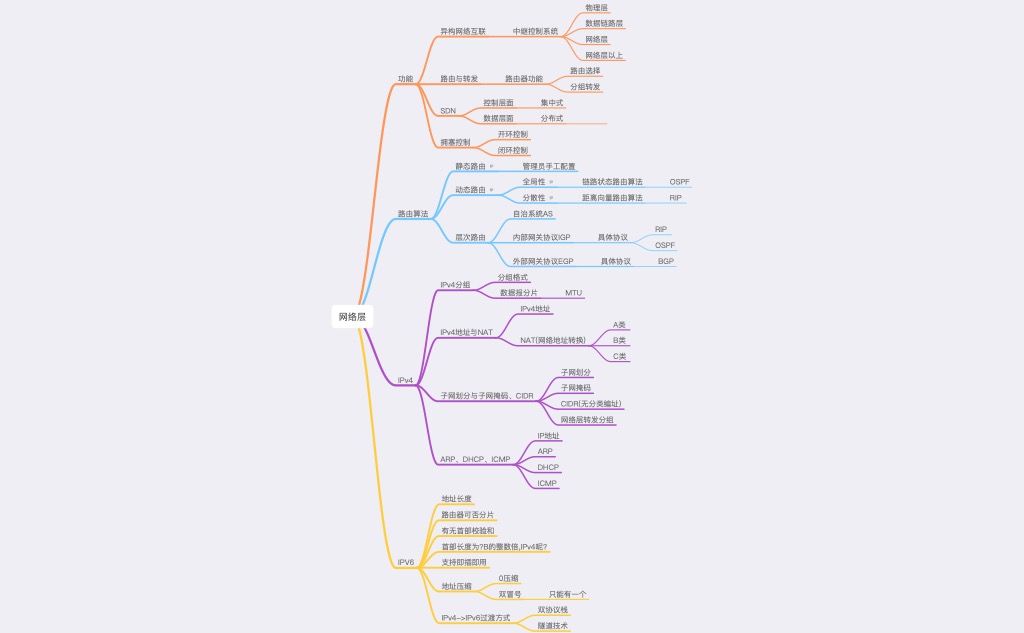 网络层
功能
异构网络互联
中继控制系统
物理层
数据链路层
网络层
网络层以上
路由与转发
路由器功能
路由选择
分组转发
SDN
控制层面
集中式
数据层面
分布式
拥塞控制
开环控制
闭环控制
路由算法
静态路由
管理员手工配置
动态路由
全局性
链路状态路由算法
OSPF
分散性
距离向量路由算法
RIP
层次路由
自治系统AS
内部网关协议IGP
具体协议
RIP
OSPF
外部网关协议EGP
具体协议
BGP
IPv4
IPv4分组
分组格式
数据报分片
MTU
IPv4地址与NAT
IPv4地址
NAT(网络地址转换)
A类
B类
C类
子网划分与子网掩码、CIDR
子网划分
子网掩码
CIDR(无分类编址)
网络层转发分组
ARP、DHCP、ICMP
IP地址
ARP
DHCP
ICMP
IPV6
地址长度
路由器可否分片
有无首部校验和
首部长度为?B的整数倍,IPv4呢?
支持即插即用
地址压缩
0压缩
双冒号
只能有一个
IPv4->IPv6过渡方式
双协议栈
隧道技术